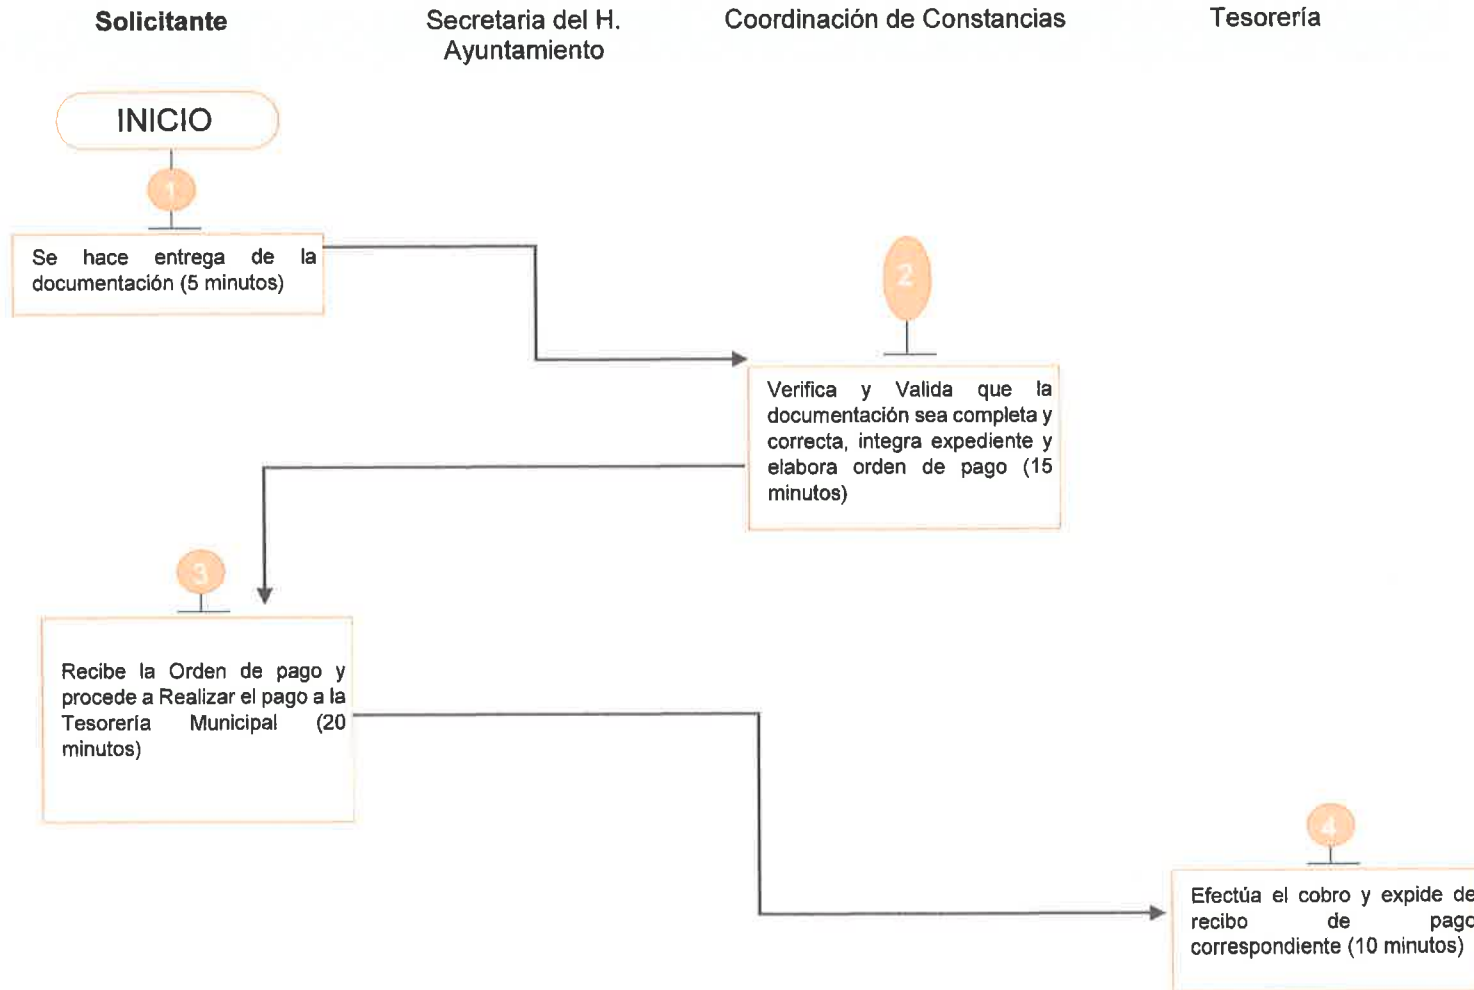 Solicitante
Secretaria del H.
Ayuntamiento
Coordinación de Constancias
Tesorería
INICIO
1
Se hace entrega de la
documentación (5 minutos)
2
Verifica y Valida que la
documentación sea completa y
correcta, integra expediente y
elabora orden de pago (15
minutos)
3
Recibe la Orden de pago y
procede a Realizar el pago a la
Tesorería Municipal (20
minutos)
4
Efectúa el cobro y expide de
recibo de pago
correspondiente (10 minutos)